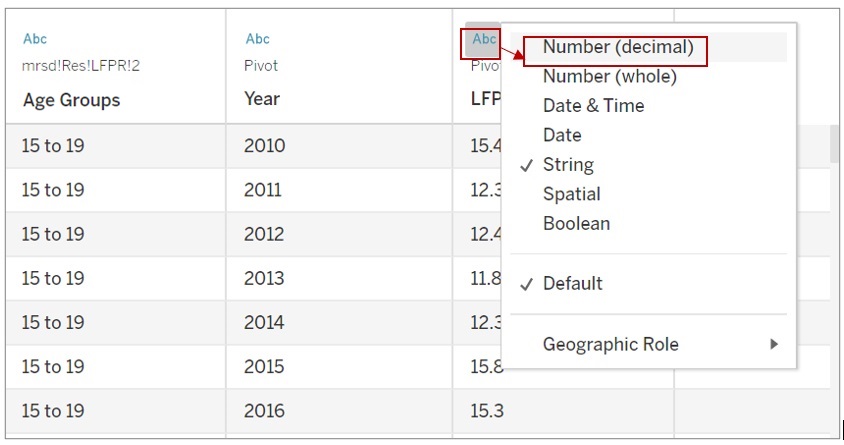 Abc Abc Abc
mrsd!Res!LFPR!2 Pivot Pivo
Age Groups Year LFP
15 to 19 2010 15.4
15 to 19 2011 12.3
15 to 19 2012 12.4
15 to 19 2013 11.8
15 to 19 2014 12.3
15 to 19 2015 15.8
15 to 19 2016 15.3
Number (decimal)
Number (whole)
Date & Time
Date
String
Spatial
Boolean
Default
Geographic Role